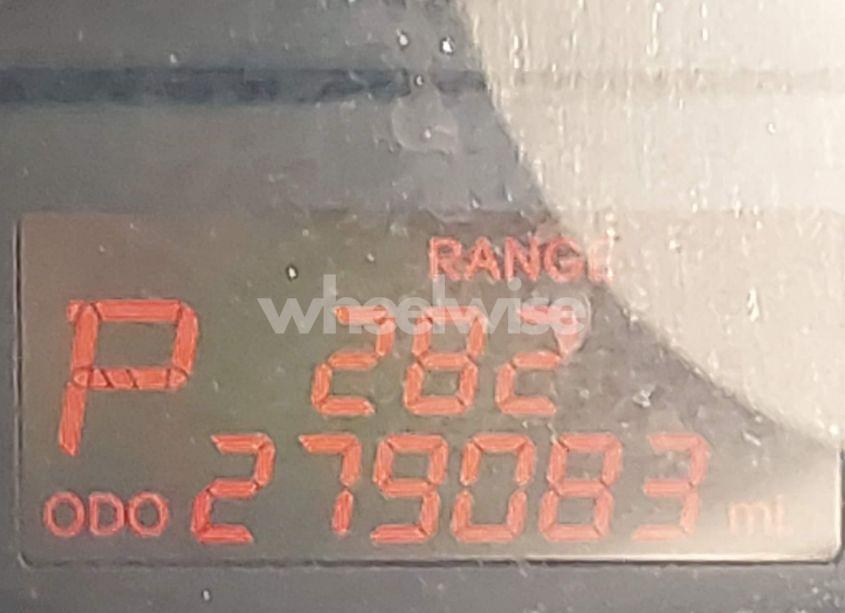 RANGE
wheelwise
P 282
ODO 279083 mi